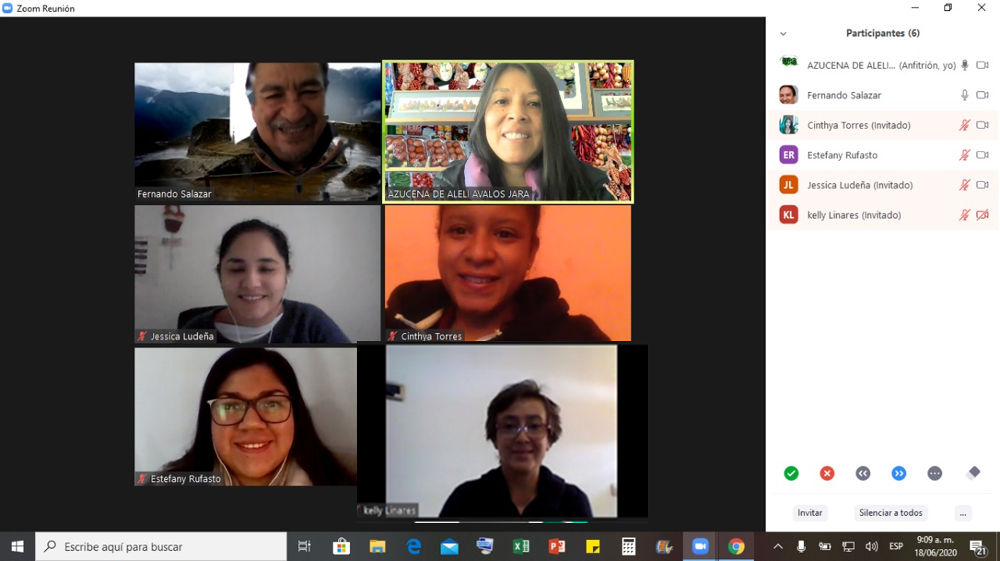 Zoom Reunión
Participantes (6)
AZUCENA DE ALELI... (Anfitrión, yo)
Fernando Salazar
Cinthya Torres (Invitado)
ER Estefany Rufasto
JL Jessica Ludeña (Invitado)
KL kelly Linares (Invitado)
Fernando Salazar
AZUCENA DE ALELI AVALOS JARA
Jessica Ludeña
Cinthya Torres
Estefany Rufasto
kelly Linares
Invitar
Silenciar a todos
...
Escribe aquí para buscar
ESP
9:09 a. m.
18/06/2020
21